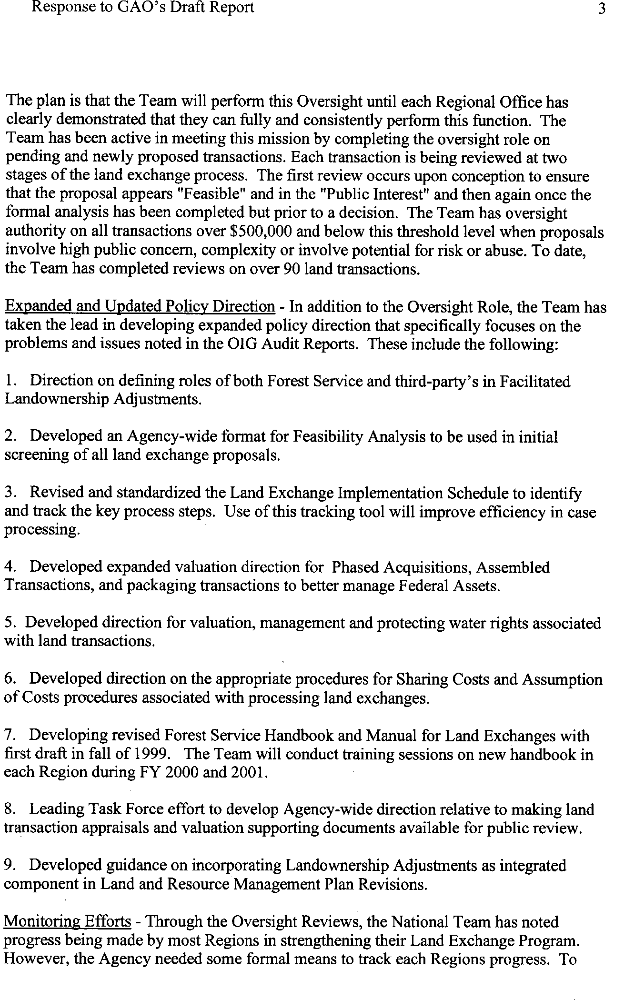 Response to GAO's Draft Report 3
The plan is that the Team will perform this Oversight until each Regional Office has
clearly demonstrated that they can fully and consistently perform this function. The
Team has been active in meeting this mission by completing the oversight role on
pending and newly proposed transactions. Each transaction is being reviewed at two
stages of the land exchange process. The first review occurs upon conception to ensure
that the proposal appears "Feasible" and in the "Public Interest" and then again once the
formal analysis has been completed but prior to a decision. The Team has oversight
authority on all transactions over $500,000 and below this threshold level when proposals
involve high public concern, complexity or involve potential for risk or abuse. To date,
the Team has completed reviews on over 90 land transactions.
Expanded and Updated Policy Direction - In addition to the Oversight Role, the Team has
taken the lead in developing expanded policy direction that specifically focuses on the
problems and issues noted in the OIG Audit Reports. These include the following:
1. Direction on defining roles of both Forest Service and third-party's in Facilitated
Landownership Adjustments.
2. Developed an Agency-wide format for Feasibility Analysis to be used in initial
screening of all land exchange proposals.
3. Revised and standardized the Land Exchange Implementation Schedule to identify
and track the key process steps. Use of this tracking tool will improve efficiency in case
processing.
4. Developed expanded valuation direction for Phased Acquisitions, Assembled
Transactions, and packaging transactions to better manage Federal Assets.
5. Developed direction for valuation, management and protecting water rights associated
with land transactions.
6. Developed direction on the appropriate procedures for Sharing Costs and Assumption
of Costs procedures associated with processing land exchanges.
7. Developing revised Forest Service Handbook and Manual for Land Exchanges with
first draft in fall of 1999. The Team will conduct training sessions on new handbook in
each Region during FY 2000 and 2001.
8. Leading Task Force effort to develop Agency-wide direction relative to making land
transaction appraisals and valuation supporting documents available for public review.
9. Developed guidance on incorporating Landownership Adjustments as integrated
component in Land and Resource Management Plan Revisions.
Monitoring Efforts - Through the Oversight Reviews, the National Team has noted
progress being made by most Regions in strengthening their Land Exchange Program.
However, the Agency needed some formal means to track each Regions progress. To